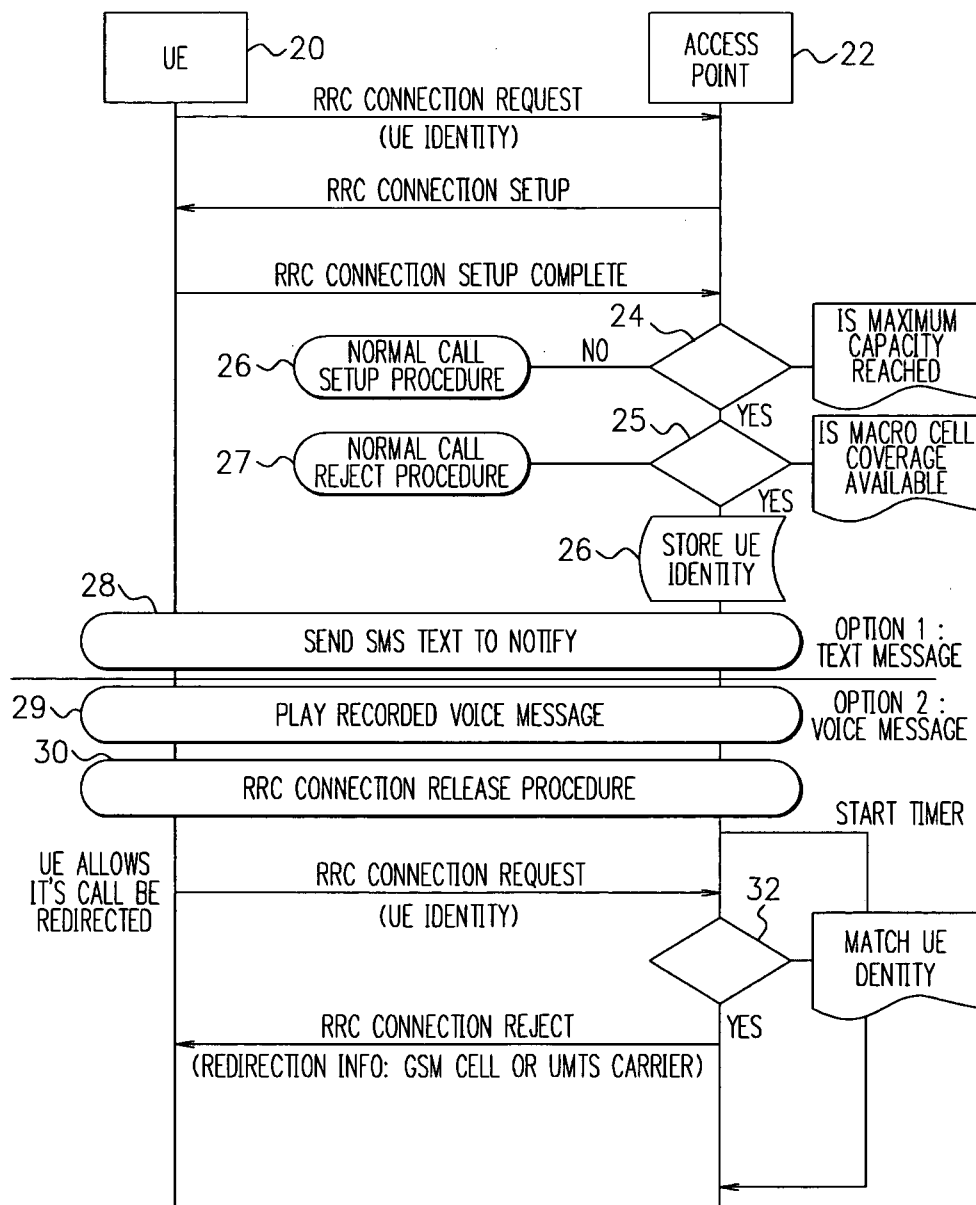 UE
20
ACCESS
POINT
22
RRC CONNECTION REQUEST
(UE IDENTITY)
RRC CONNECTION SETUP
RRC CONNECTION SETUP COMPLETE
24
IS MAXIMUM
CAPACITY
REACHED
26
NORMAL CALL
SETUP PROCEDURE
NO
YES
25
IS MACRO CELL
COVERAGE
AVAILABLE
27
NORMAL CALL
REJECT PROCEDURE
YES
26
STORE UE
IDENTITY
28
SEND SMS TEXT TO NOTIFY
OPTION 1 :
TEXT MESSAGE
29
PLAY RECORDED VOICE MESSAGE
OPTION 2 :
VOICE MESSAGE
30
RRC CONNECTION RELEASE PROCEDURE
START TIMER
UE ALLOWS
IT'S CALL BE
REDIRECTED
RRC CONNECTION REQUEST
(UE IDENTITY)
32
MATCH UE
DENTITY
RRC CONNECTION REJECT
YES
(REDIRECTION INFO: GSM CELL OR UMTS CARRIER)